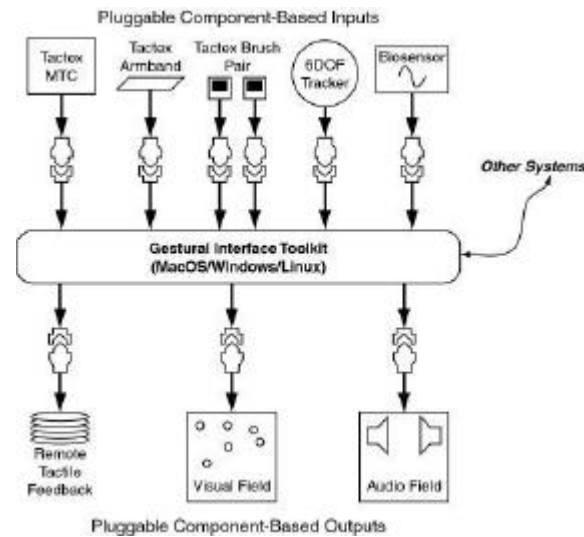 Pluggable Component-Based Inputs
Tactex
MTC
Tactex
Armband
Tactex Brush
Pair
6DOF
Tracker
Biosensor
Other Systems
Gestural Interface Toolkit
(MacOS/Windows/Linux)
Remote
Tactile
Feedback
Visual Field
Audio Field
Pluggable Component-Based Outputs